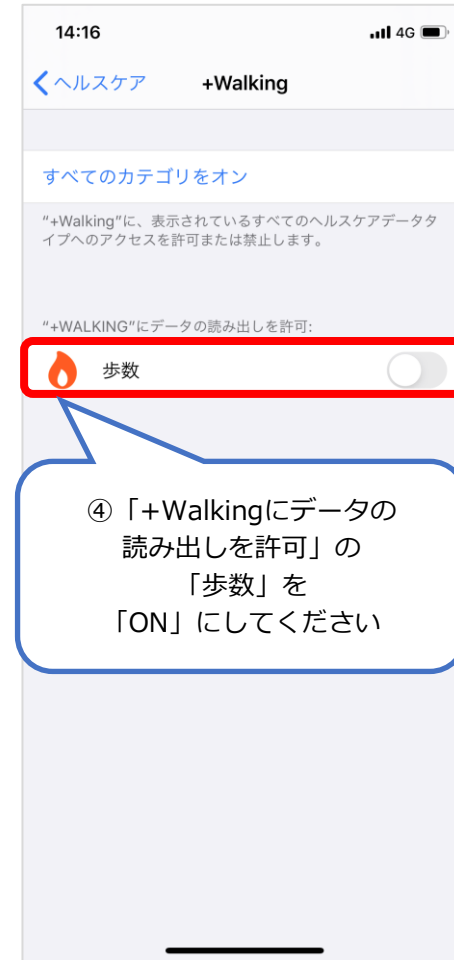 14:16 4G
ヘルスケア +Walking
すべてのカテゴリをオン
"+Walking"に、表示されているすべてのヘルスケアデータタ
イプへのアクセスを許可または禁止します。
"+WALKING"にデータの読み出しを許可:
歩数
④「+Walkingにデータの
読み出しを許可」の
「歩数」を
「ON」にしてください